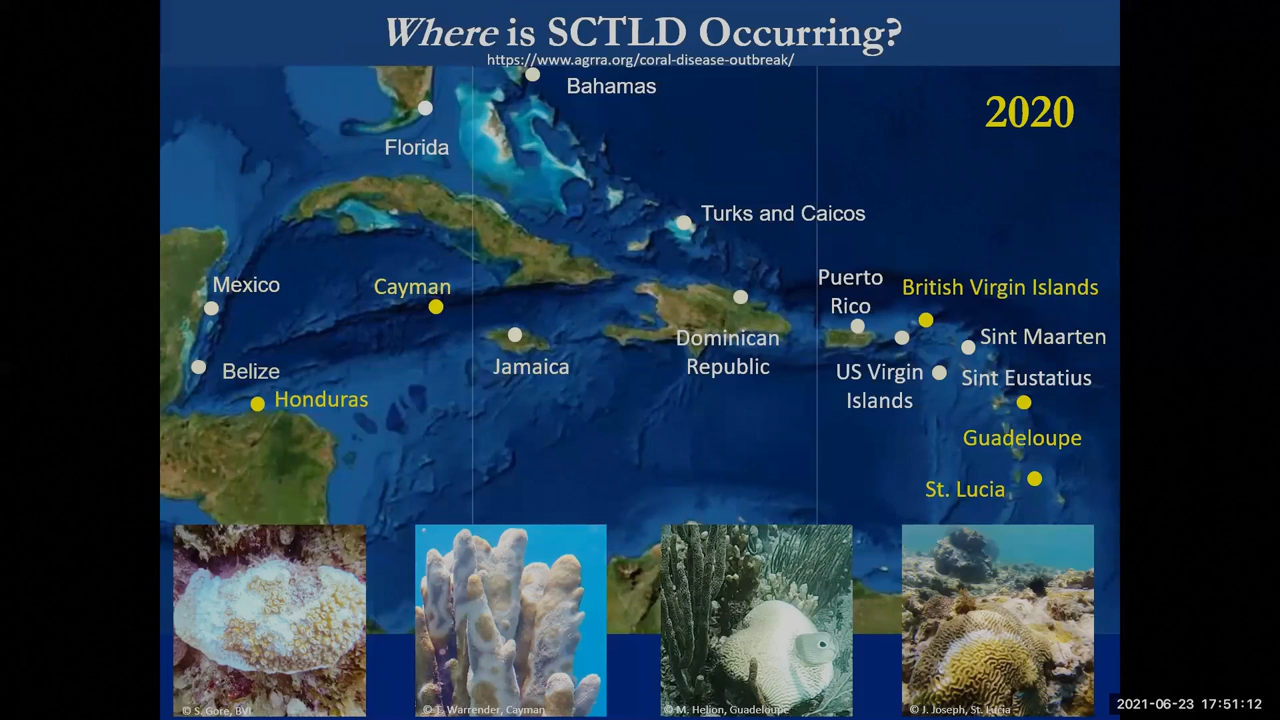 Where is SCTLD Occurring?
https://www.agrra.org/coral-disease-outbreak/
2020
Bahamas
Florida
Turks and Caicos
Mexico
Cayman
Puerto
Rico
British Virgin Islands
Sint Maarten
Dominican
Republic
Jamaica
Belize
US Virgin
Islands
Sint Eustatius
Honduras
Guadeloupe
St. Lucia
© S. Gore, BVI
© T. Warrender, Cayman
© M. Helion, Guadeloupe
© J. Joseph, St. Lucia
2021-06-23 17:51:12